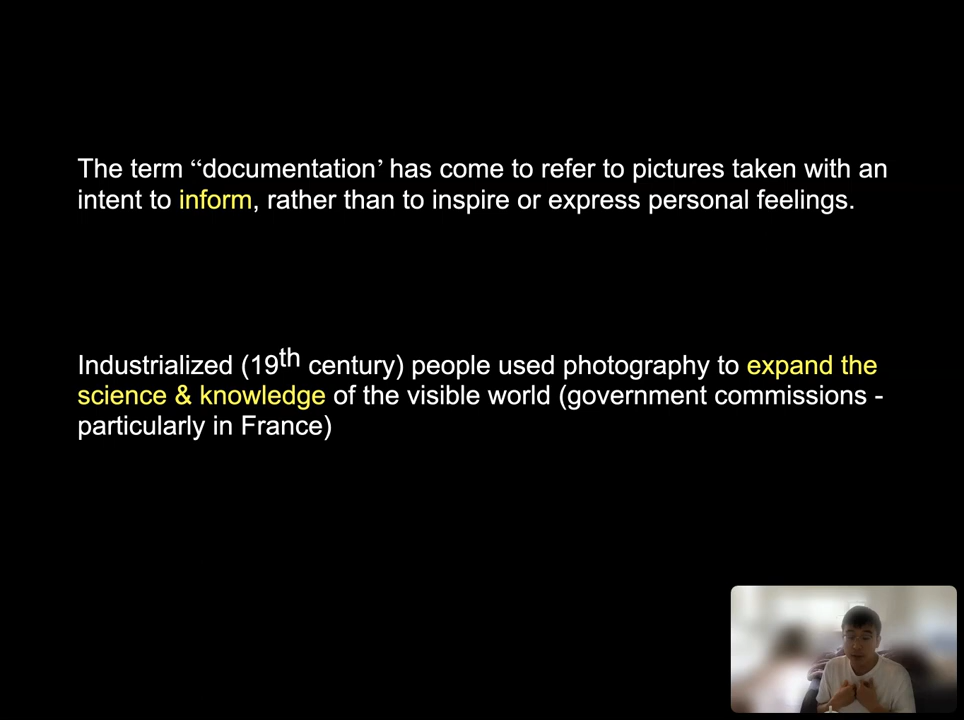 The term “documentation’ has come to refer to pictures taken with an
intent to inform, rather than to inspire or express personal feelings.
Industrialized (19th century) people used photography to expand the
science & knowledge of the visible world (government commissions -
particularly in France)